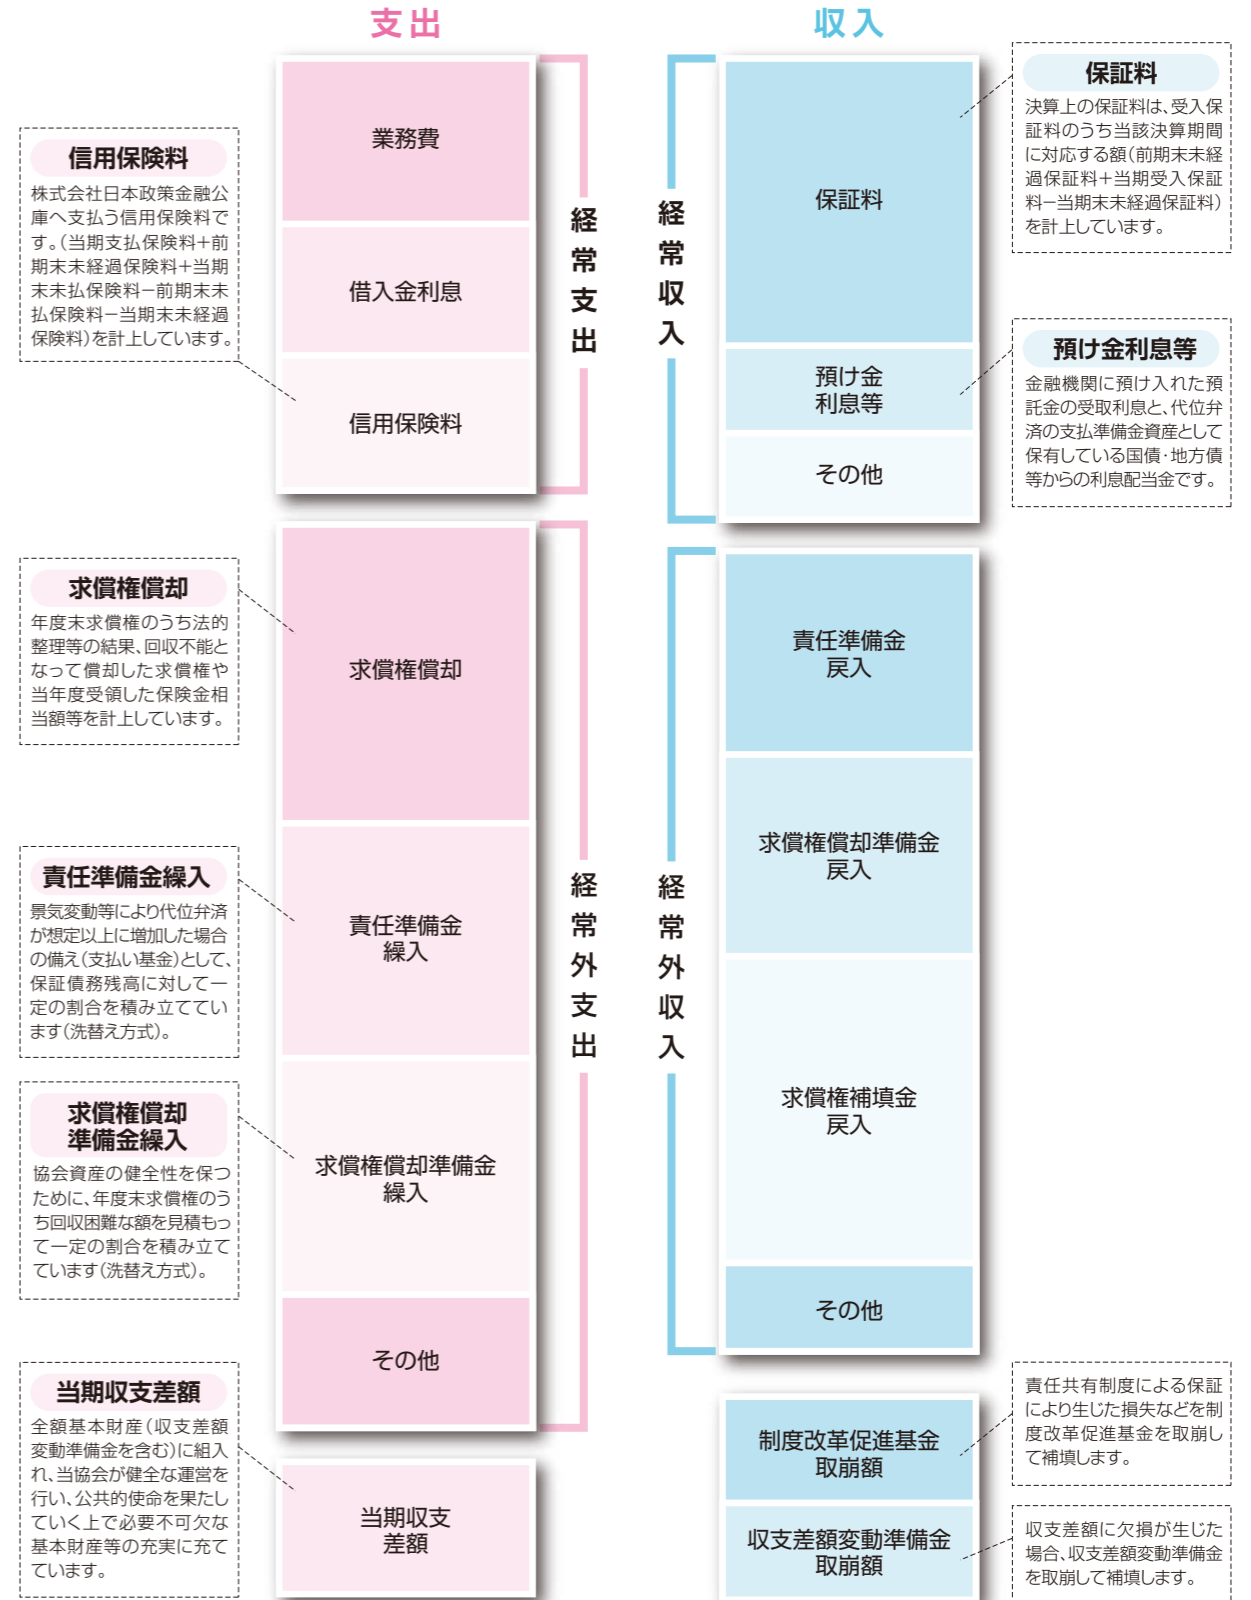 支出
業務費
借入金利息
信用保険料
経常支出
信用保険料
株式会社日本政策金融公
庫へ支払う信用保険料で
す。(当期支払保険料+前
期末未経過保険料+当期
末未払保険料−前期末未
払保険料−当期末未経過
保険料)を計上しています。
求償権償却
責任準備金
繰入
求償権償却準備金
繰入
その他
経常外支出
求償権償却
年度末求償権のうち法的
整理等の結果、回収不能と
なって償却した求償権や
当年度受領した保険金相
当額等を計上しています。
責任準備金繰入
景気変動等により代位弁済
が想定以上に増加した場合
の備え(支払い基金)として、
保証債務残高に対して一
定の割合を積み立ててい
ます(洗替え方式)。
求償権償却
準備金繰入
協会資産の健全性を保つ
ために、年度末求償権のう
ち回収困難な額を見積もっ
て一定の割合を積み立て
ています(洗替え方式)。
当期収支
差額
当期収支差額
全額基本財産(収支差額
変動準備金を含む)に組入
れ、当協会が健全な運営を
行い、公共的使命を果たし
ていく上で必要不可欠な
基本財産等の充実に充て
ています。
収入
保証料
預け金
利息等
その他
経常収入
保証料
決算上の保証料は、受入保
証料のうち当該決算期間
に対応する額(前期末未経
過保証料+当期受入保証
料−当期末未経過保証料)
を計上しています。
預け金利息等
金融機関に預け入れた預
託金の受取利息と、代位弁
済の支払準備金資産として
保有している国債・地方債
等からの利息配当金です。
責任準備金
戻入
求償権償却準備金
戻入
求償権補填金
戻入
その他
経常外収入
制度改革促進基金
取崩額
収支差額変動準備金
取崩額
責任共有制度による保証
により生じた損失などを制
度改革促進基金を取崩し
て補填します。
収支差額に欠損が生じた
場合、収支差額変動準備金
を取崩して補填します。